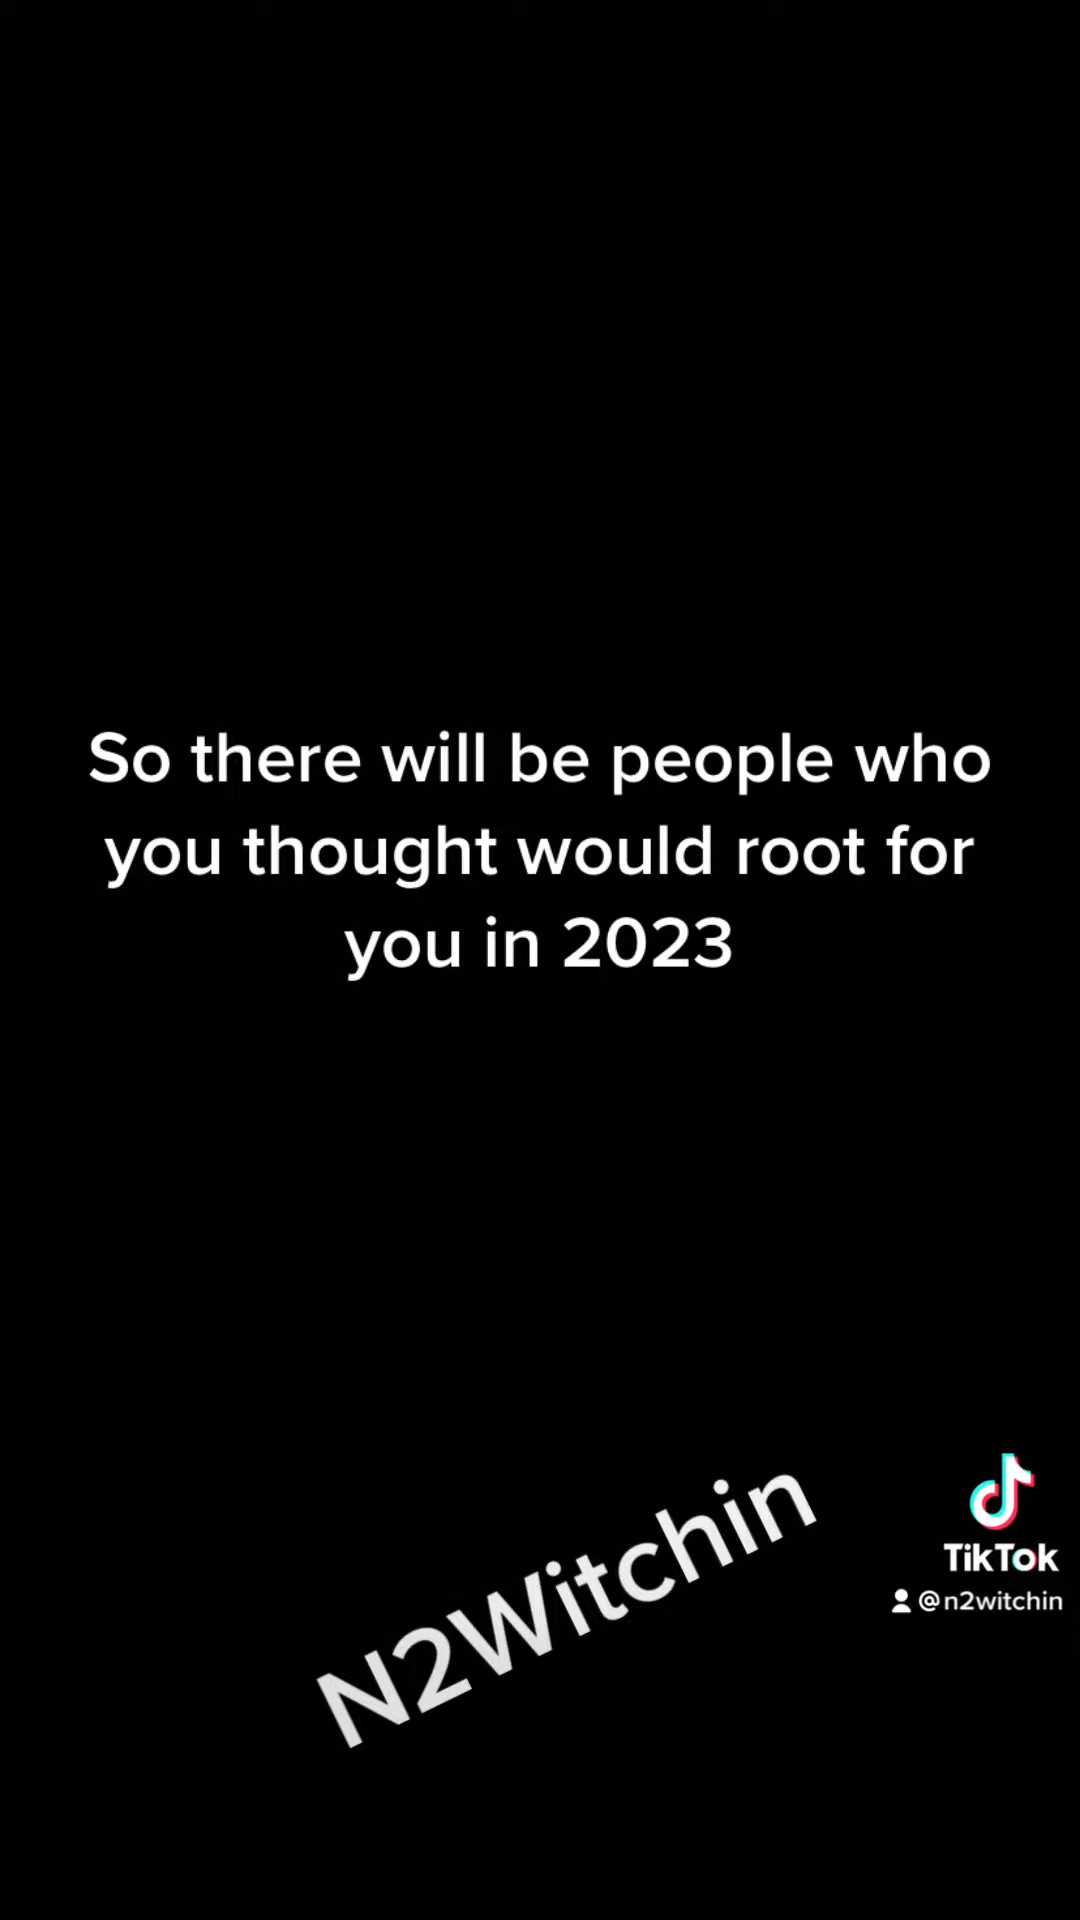 So there will be people who
you thought would root for
you in 2023
N2Witchin
TikTok
@n2witchin